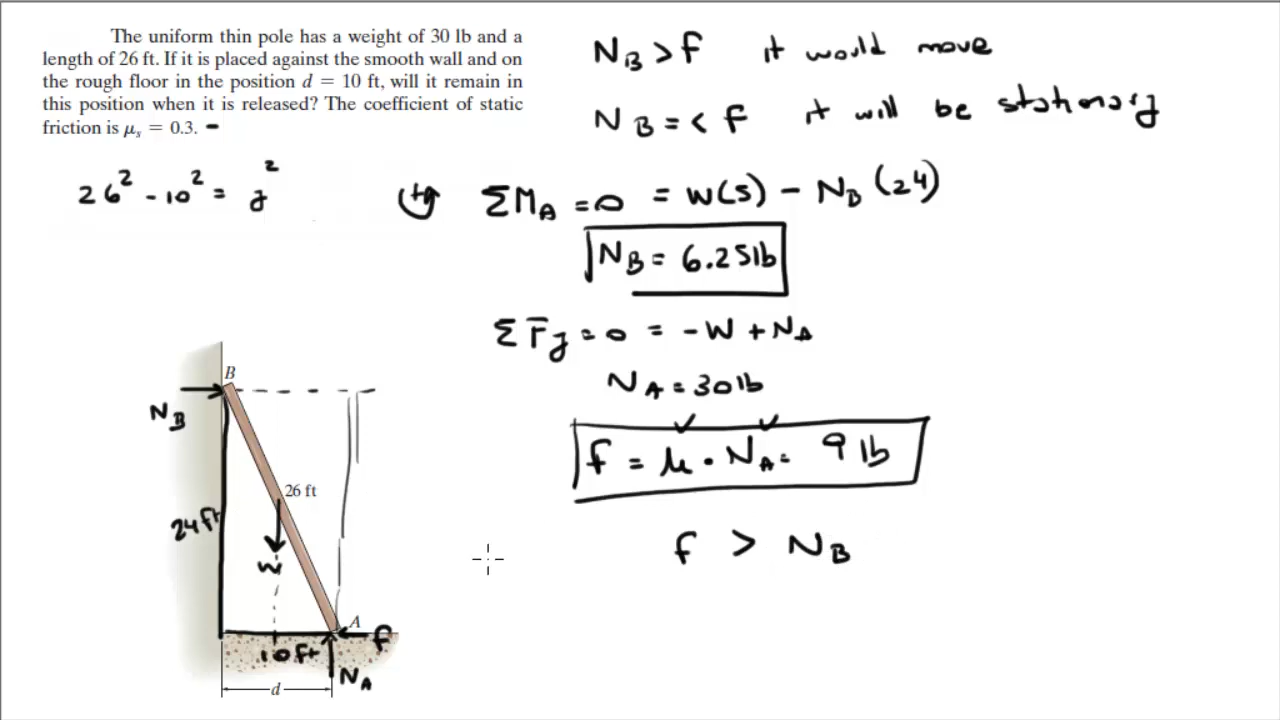 The uniform thin pole has a weight of 30 lb and a
length of 26 ft. If it is placed against the smooth wall and on
the rough floor in the position d = 10 ft, will it remain in
this position when it is released? The coefficient of static
friction is μs = 0.3.
26² - 10² = y²
N_B > f it would move
N_B = < f it will be stationary
↺+ ΣM_A = 0 = W(5) - N_B (24)
N_B = 6.25 lb
ΣF_y = 0 = -W + N_A
N_A = 30 lb
f = μ · N_A = 9 lb
f > N_B
B
N_B
26 ft
24 ft
W
A
f
10 ft
N_A
d